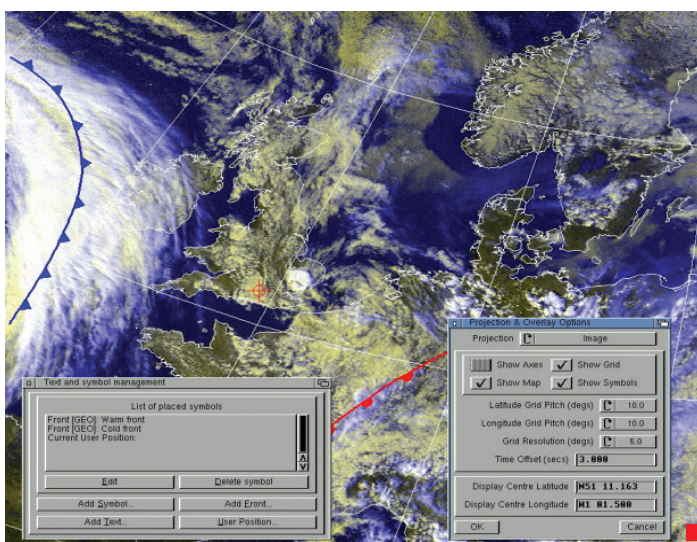 Projection & Overlay Options
Projection
Image
Show Axes
Show Grid
Show Map
Show Symbols
Latitude Grid Pitch (degs)
10.0
Longitude Grid Pitch (degs)
10.0
Grid Resolution (degs)
5.0
Time Offset (secs)
3.000
Display Centre Latitude
N51 11.163
Display Centre Longitude
W1 01.500
OK
Cancel
Text and symbol management
List of placed symbols
Front [GEO]: Warm front
Front [GEO]: Cold front
Current User Position:
Edit
Delete symbol
Add Symbol...
Add Front...
Add Text...
User Position...